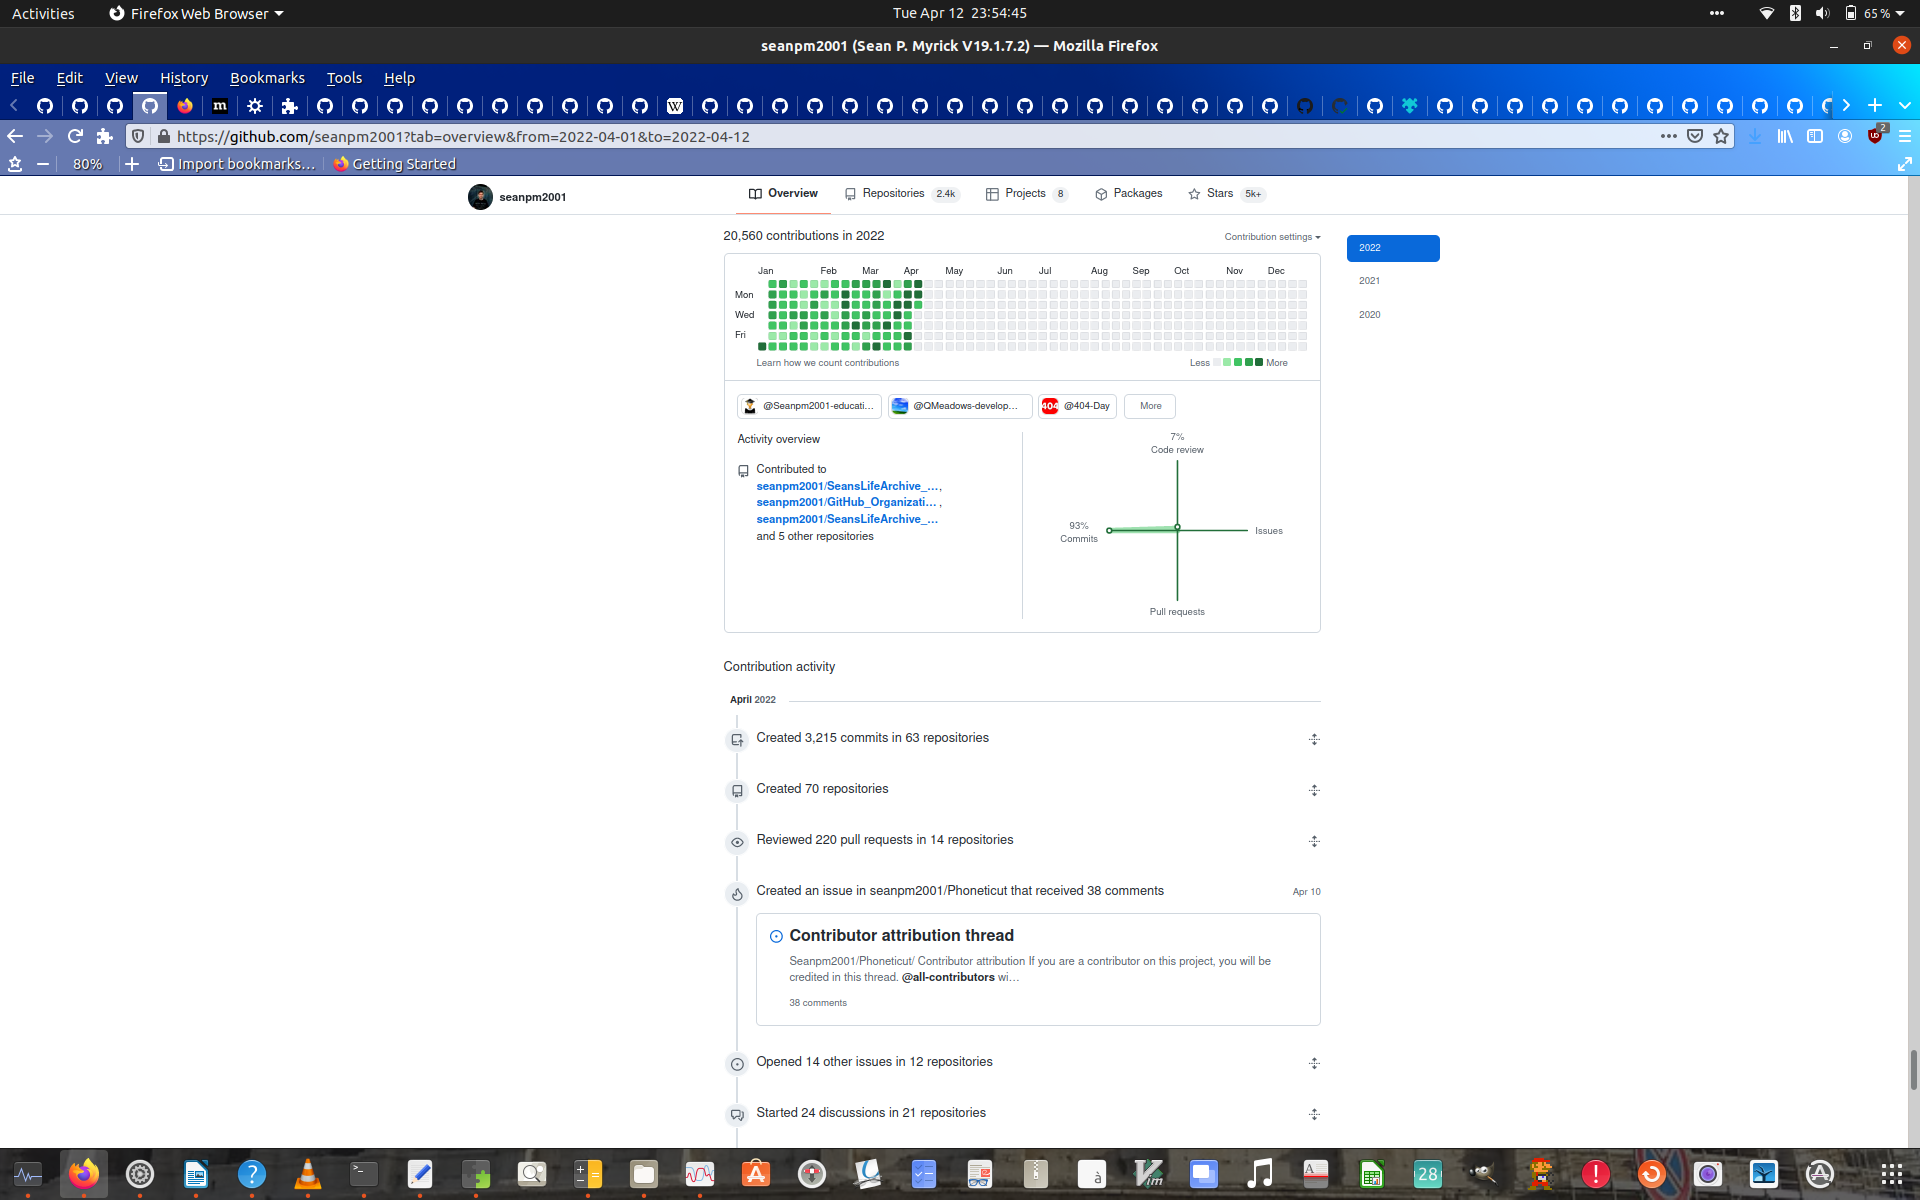 Activities
Firefox Web Browser
Tue Apr 12 23:54:45
65 %
seanpm2001 (Sean P. Myrick V19.1.7.2) — Mozilla Firefox
File Edit View History Bookmarks Tools Help
https://github.com/seanpm2001?tab=overview&from=2022-04-01&to=2022-04-12
2
80%
Import bookmarks...
Getting Started
seanpm2001
Overview
Repositories 2.4k
Projects 8
Packages
Stars 5k+
20,560 contributions in 2022
Contribution settings
2022
2021
2020
Jan Feb Mar Apr May Jun Jul Aug Sep Oct Nov Dec
Mon
Wed
Fri
Learn how we count contributions
Less More
@Seanpm2001-educati...
@QMeadows-develop...
404 @404-Day
More
Activity overview
Contributed to
seanpm2001/SeansLifeArchive_...,
seanpm2001/GitHub_Organizati...,
seanpm2001/SeansLifeArchive_...
and 5 other repositories
7%
Code review
93%
Commits
Issues
Pull requests
Contribution activity
April 2022
Created 3,215 commits in 63 repositories
Created 70 repositories
Reviewed 220 pull requests in 14 repositories
Created an issue in seanpm2001/Phoneticut that received 38 comments
Apr 10
Contributor attribution thread
Seanpm2001/Phoneticut/ Contributor attribution If you are a contributor on this project, you will be
credited in this thread. @all-contributors wi...
38 comments
Opened 14 other issues in 12 repositories
Started 24 discussions in 21 repositories
28